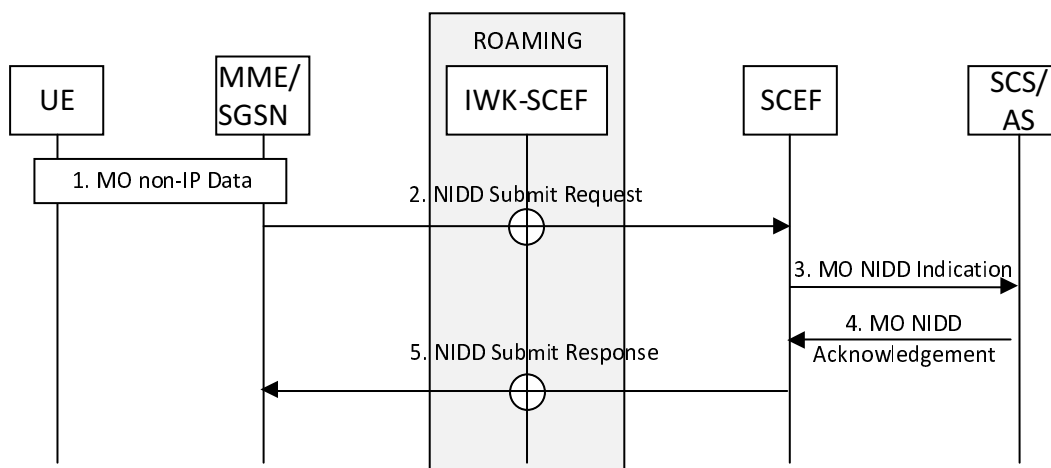 ROAMING
UE
MME/
SGSN
IWK-SCEF
SCEF
SCS/
AS
1. MO non-IP Data
2. NIDD Submit Request
3. MO NIDD Indication
4. MO NIDD
Acknowledgement
5. NIDD Submit Response